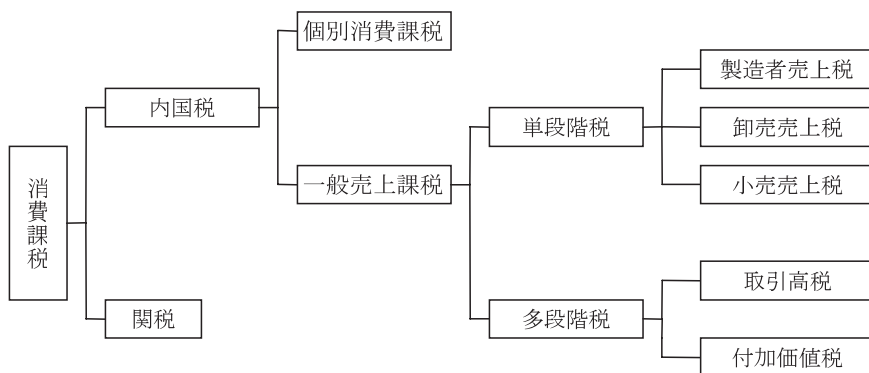 消費課税
内国税
関税
個別消費課税
一般売上課税
単段階税
多段階税
製造者売上税
卸売売上税
小売売上税
取引高税
付加価値税